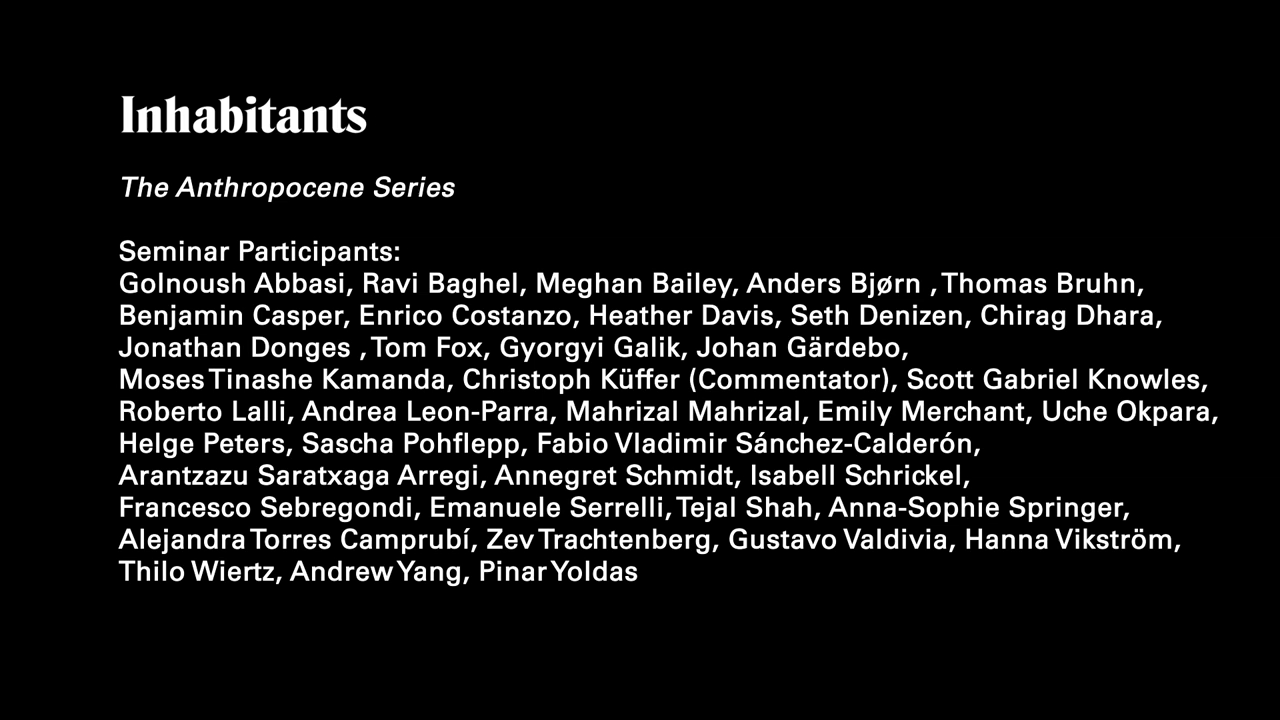 Inhabitants
The Anthropocene Series
Seminar Participants:
Golnoush Abbasi, Ravi Baghel, Meghan Bailey, Anders Bjørn , Thomas Bruhn,
Benjamin Casper, Enrico Costanzo, Heather Davis, Seth Denizen, Chirag Dhara,
Jonathan Donges , Tom Fox, Gyorgyi Galik, Johan Gärdebo,
Moses Tinashe Kamanda, Christoph Küffer (Commentator), Scott Gabriel Knowles,
Roberto Lalli, Andrea Leon-Parra, Mahrizal Mahrizal, Emily Merchant, Uche Okpara,
Helge Peters, Sascha Pohflepp, Fabio Vladimir Sánchez-Calderón,
Arantzazu Saratxaga Arregi, Annegret Schmidt, Isabell Schrickel,
Francesco Sebregondi, Emanuele Serrelli, Tejal Shah, Anna-Sophie Springer,
Alejandra Torres Camprubí, Zev Trachtenberg, Gustavo Valdivia, Hanna Vikström,
Thilo Wiertz, Andrew Yang, Pinar Yoldas